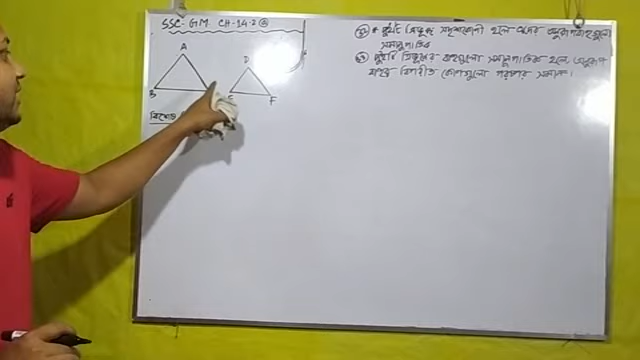 SSC- GM CH-14.2 ⓐ
A
D
B
E
F
বিশেষ
দুইটি ত্রিভুজ সদৃশকোণী হলে তাদের অনুরূপ বাহুগুলো
সমানুপাতিক
দুইটি ত্রিভুজের বাহুগুলো সমানুপাতিক হলে, অনুরূপ
বাহুর বিপরীত কোণগুলো পরস্পর সমান।